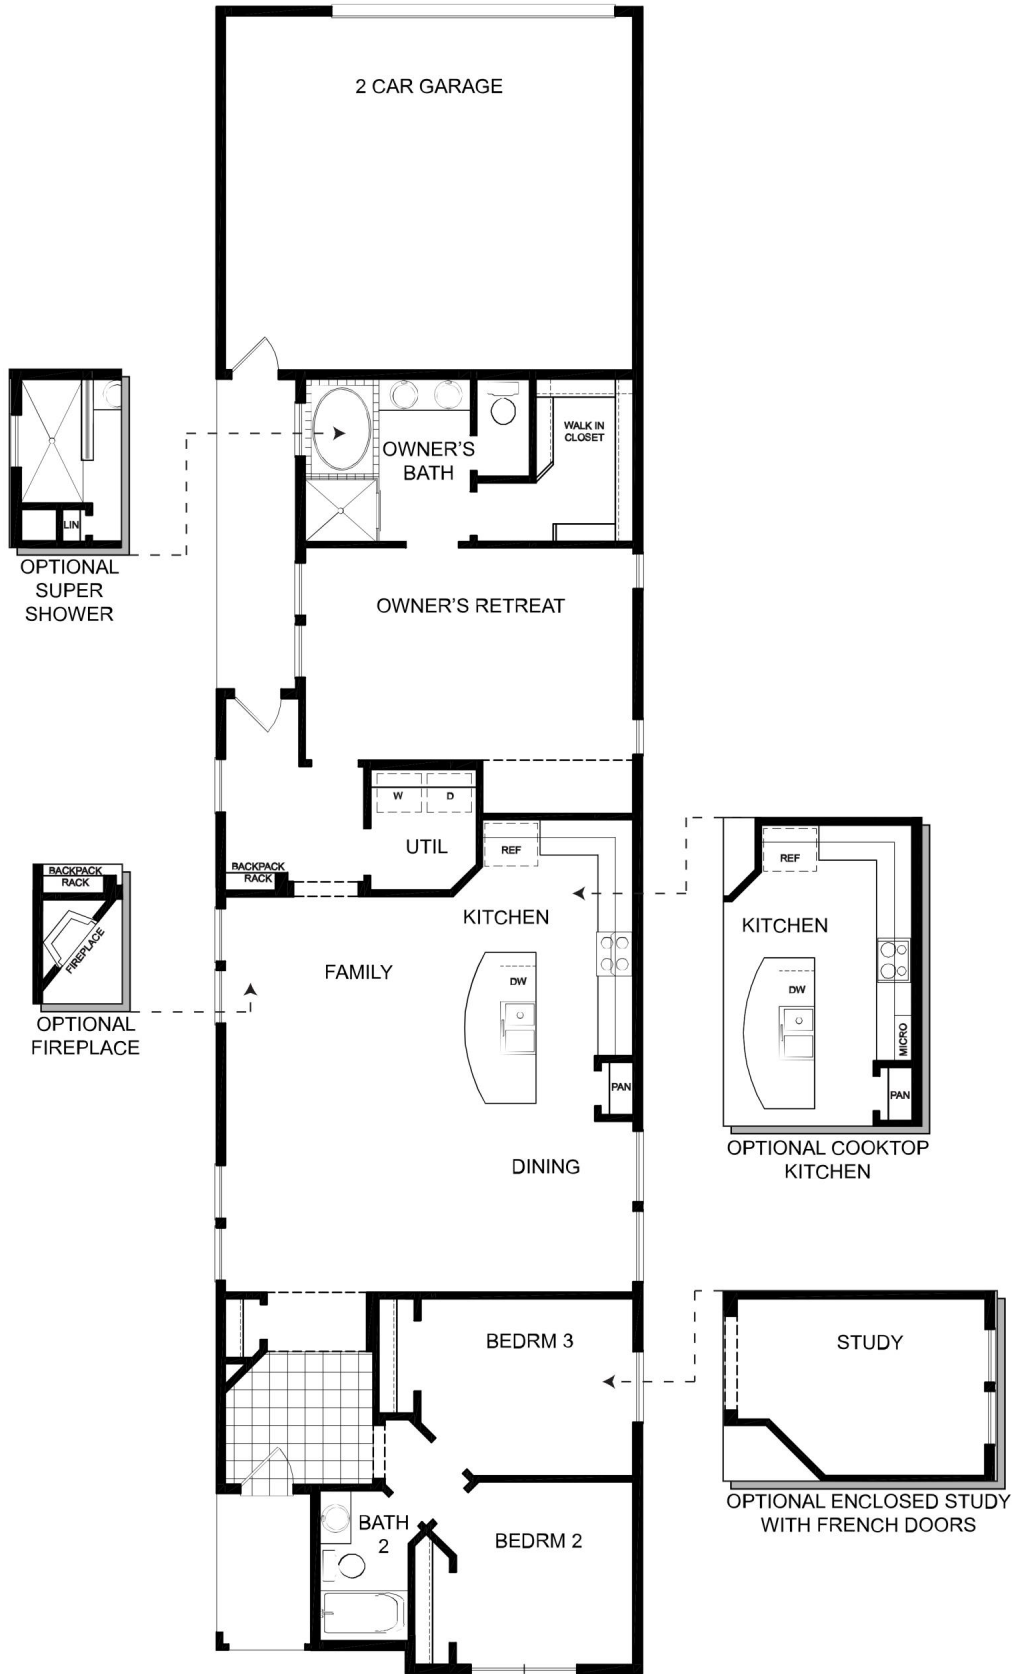 2 CAR GARAGE
WALK IN
CLOSET
OWNER'S
BATH
LIN
OPTIONAL
SUPER
SHOWER
OWNER'S RETREAT
W
D
UTIL
REF
BACKPACK
RACK
KITCHEN
FAMILY
DW
PAN
DINING
BACKPACK
RACK
FIREPLACE
OPTIONAL
FIREPLACE
REF
KITCHEN
DW
MICRO
PAN
OPTIONAL COOKTOP
KITCHEN
BEDRM 3
STUDY
OPTIONAL ENCLOSED STUDY
WITH FRENCH DOORS
BATH
2
BEDRM 2